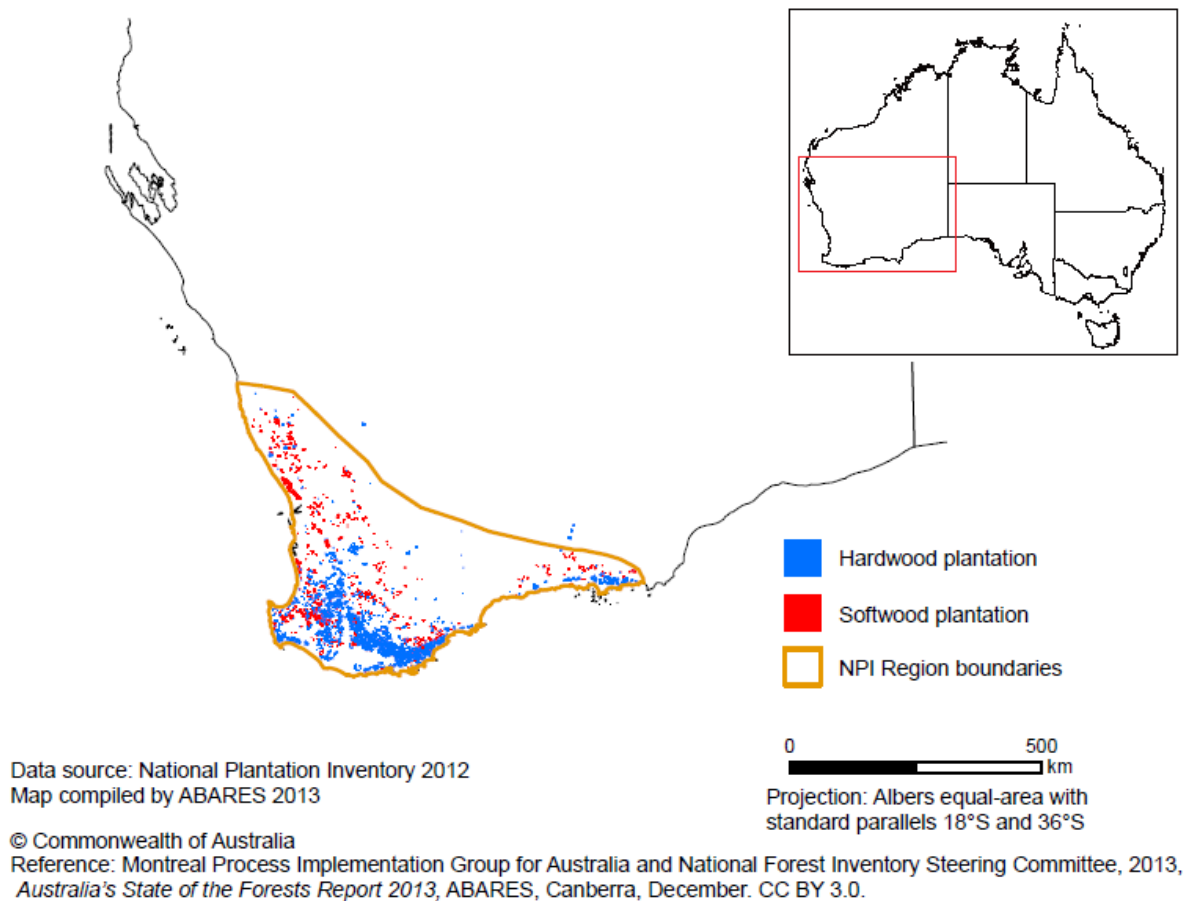 Hardwood plantation
Softwood plantation
NPI Region boundaries
0 500
km
Projection: Albers equal-area with
standard parallels 18°S and 36°S
Data source: National Plantation Inventory 2012
Map compiled by ABARES 2013
© Commonwealth of Australia
Reference: Montreal Process Implementation Group for Australia and National Forest Inventory Steering Committee, 2013,
Australia's State of the Forests Report 2013, ABARES, Canberra, December. CC BY 3.0.